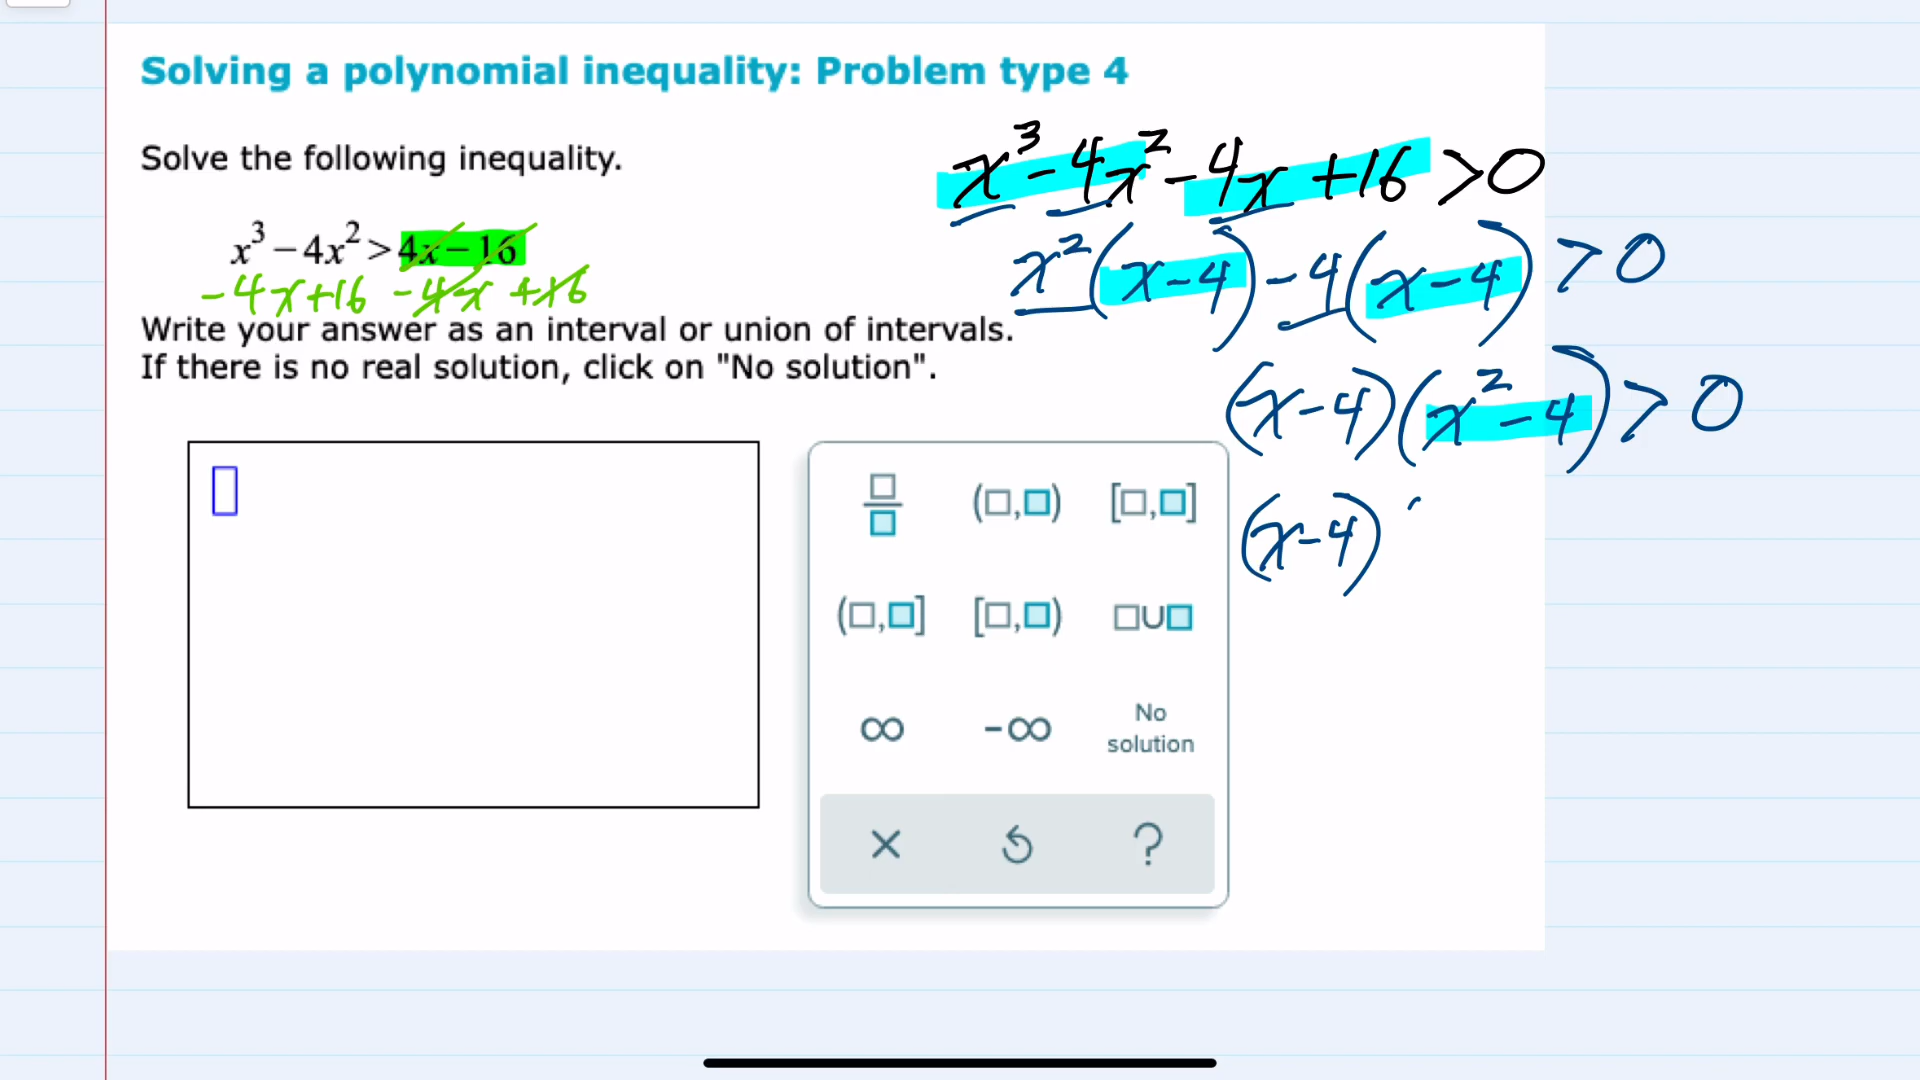 Solving a polynomial inequality: Problem type 4
Solve the following inequality.
x³ − 4x² > 4x − 16
−4x+16 −4x +16
Write your answer as an interval or union of intervals.
If there is no real solution, click on "No solution".
x³−4x²−4x+16>0
x²(x−4)−4(x−4)>0
(x−4)(x²−4)>0
(x−4)
(□,□) [□,□]
(□,□] [□,□) □∪□
∞ −∞ No solution
× ?